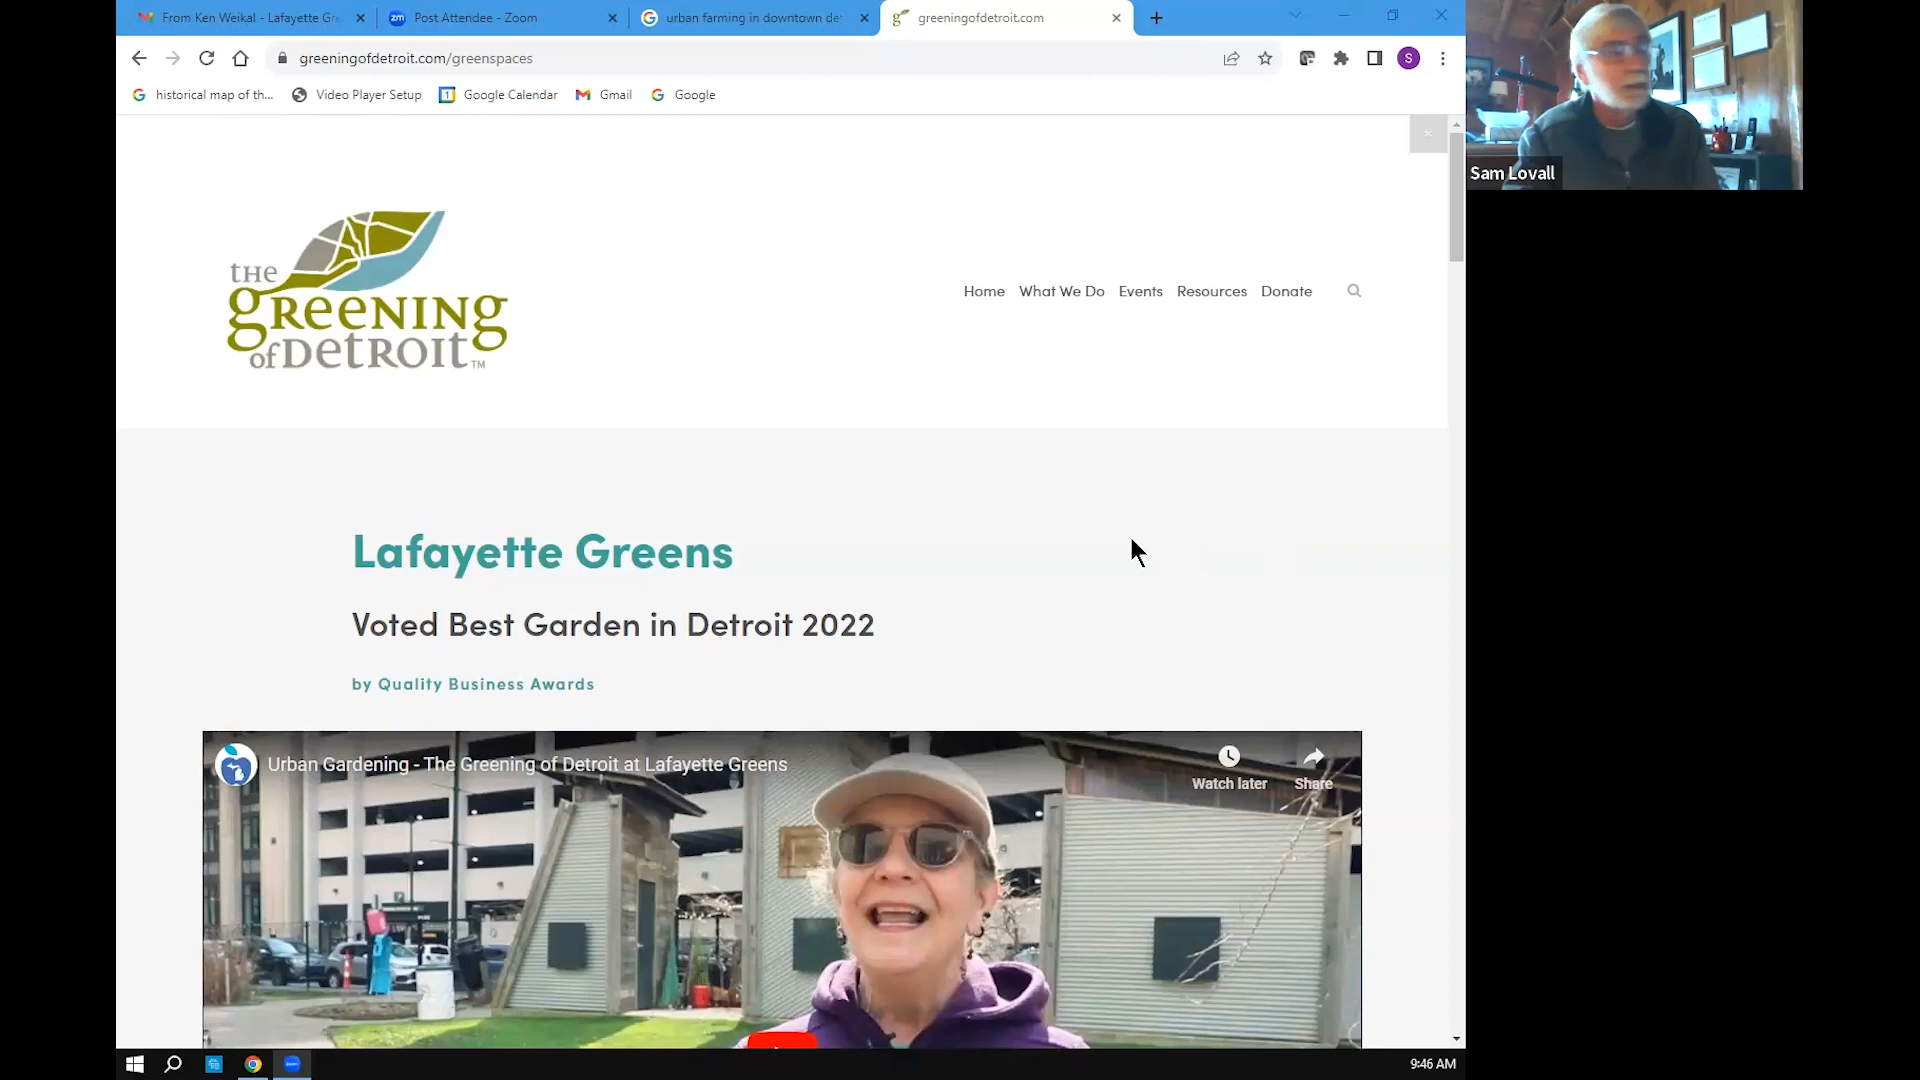 From Ken Weikal - Lafayette Gr
Post Attendee - Zoom
urban farming in downtown de
greeningofdetroit.com
greeningofdetroit.com/greenspaces
S
historical map of th...
Video Player Setup
Google Calendar
Gmail
Google
Sam Lovall
THE
GREENING
OF DETROIT™
Home
What We Do
Events
Resources
Donate
Lafayette Greens
Voted Best Garden in Detroit 2022
by Quality Business Awards
Urban Gardening - The Greening of Detroit at Lafayette Greens
Watch later
Share
9:46 AM